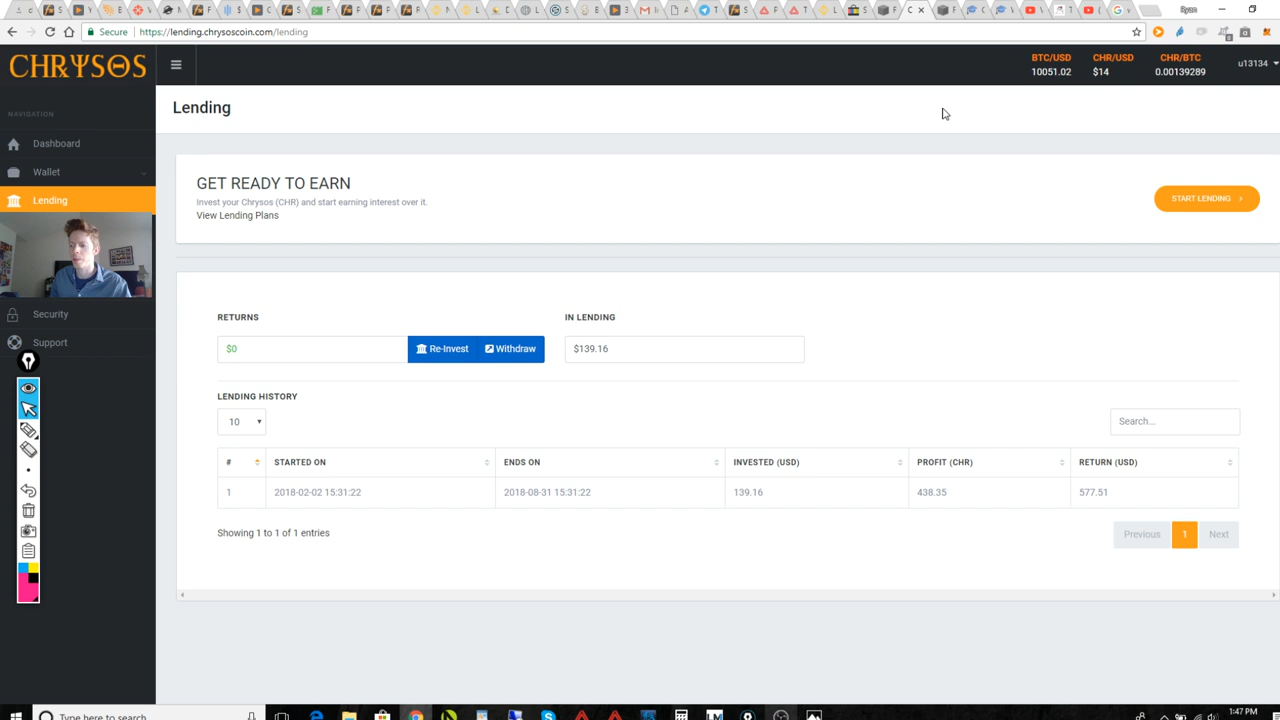 Ryan
Secure
https://lending.chrysoscoin.com/lending
CHRYSOS
BTC/USD
10051.02
CHR/USD
$14
CHR/BTC
0.00139289
u13134
NAVIGATION
Dashboard
Wallet
Lending
Security
Support
Lending
GET READY TO EARN
Invest your Chrysos (CHR) and start earning interest over it.
View Lending Plans
START LENDING
RETURNS
$0
Re-Invest
Withdraw
IN LENDING
$139.16
LENDING HISTORY
10
Search...
# STARTED ON ENDS ON INVESTED (USD) PROFIT (CHR) RETURN (USD)
1 2018-02-02 15:31:22 2018-08-31 15:31:22 139.16 438.35 577.51
Showing 1 to 1 of 1 entries
Previous 1 Next
Type here to search
1:47 PM